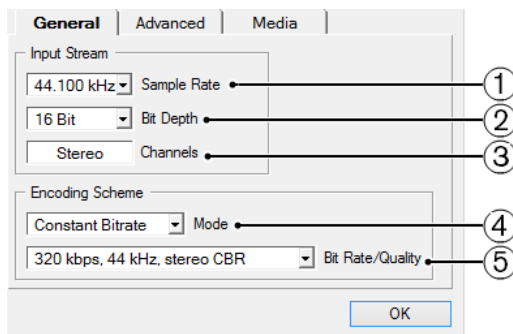 General Advanced Media
Input Stream
44.100 kHz Sample Rate 1
16 Bit Bit Depth 2
Stereo Channels 3
Encoding Scheme
Constant Bitrate Mode 4
320 kbps, 44 kHz, stereo CBR Bit Rate/Quality 5
OK